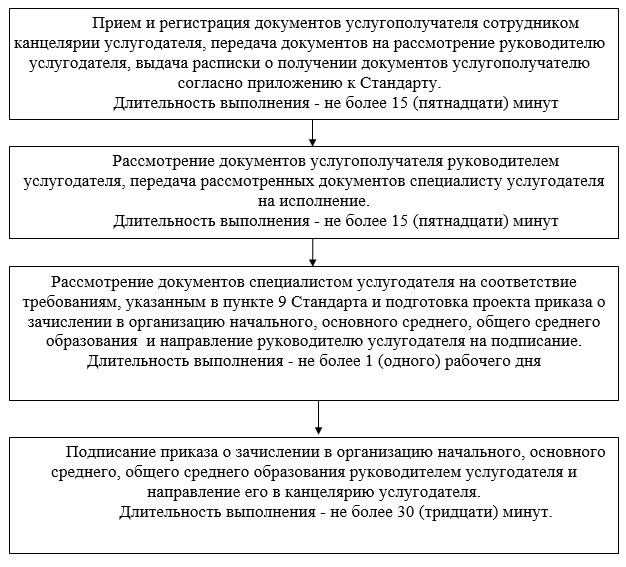 Прием и регистрация документов услугополучателя сотрудником
канцелярии услугодателя, передача документов на рассмотрение руководителю
услугодателя, выдача расписки о получении документов услугополучателю
согласно приложению к Стандарту.
Длительность выполнения - не более 15 (пятнадцати) минут
Рассмотрение документов услугополучателя руководителем
услугодателя, передача рассмотренных документов специалисту услугодателя
на исполнение.
Длительность выполнения - не более 15 (пятнадцати) минут
Рассмотрение документов специалистом услугодателя на соответствие
требованиям, указанным в пункте 9 Стандарта и подготовка проекта приказа о
зачислении в организацию начального, основного среднего, общего среднего
образования и направление руководителю услугодателя на подписание.
Длительность выполнения - не более 1 (одного) рабочего дня
Подписание приказа о зачислении в организацию начального, основного
среднего, общего среднего образования руководителем услугодателя и
направление его в канцелярию услугодателя.
Длительность выполнения - не более 30 (тридцати) минут.